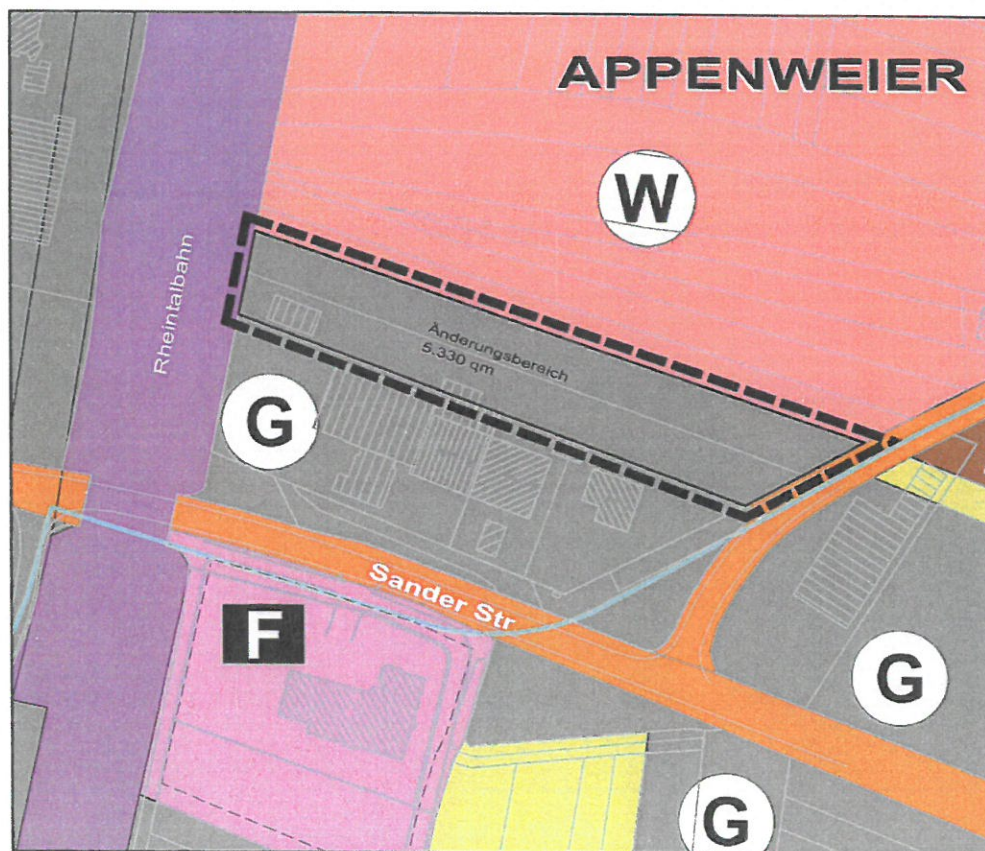 APPENWEIER
W
Rheintalbahn
Änderungsbereich
5.330 qm
G
Sander Str
F
G
G